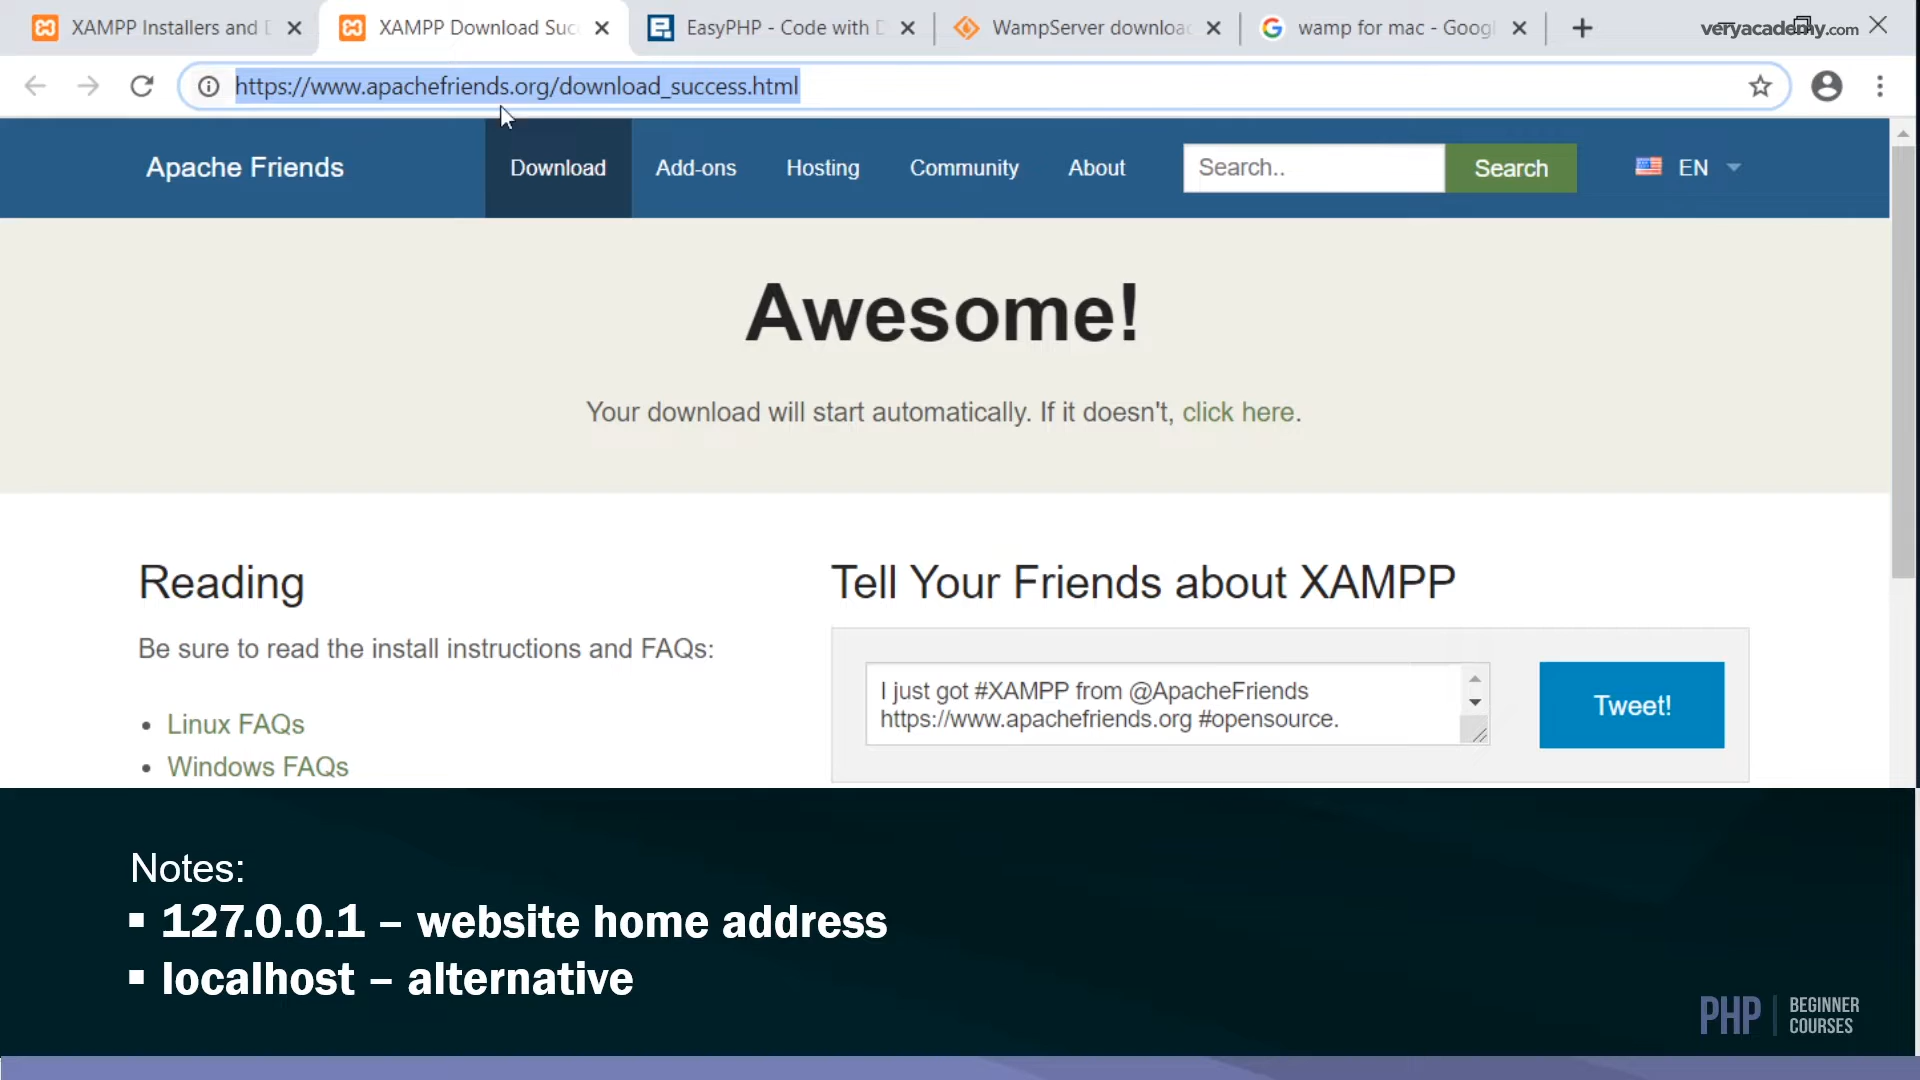 XAMPP Installers and D
XAMPP Download Succ
EasyPHP - Code with D
WampServer download
wamp for mac - Googl
veryacademy.com
https://www.apachefriends.org/download_success.html
Apache Friends
Download
Add-ons
Hosting
Community
About
Search..
Search
EN
Awesome!
Your download will start automatically. If it doesn't, click here.
Reading
Be sure to read the install instructions and FAQs:
• Linux FAQs
• Windows FAQs
Tell Your Friends about XAMPP
I just got #XAMPP from @ApacheFriends
https://www.apachefriends.org #opensource.
Tweet!
Notes:
▪ 127.0.0.1 – website home address
▪ localhost – alternative
PHP
BEGINNER
COURSES